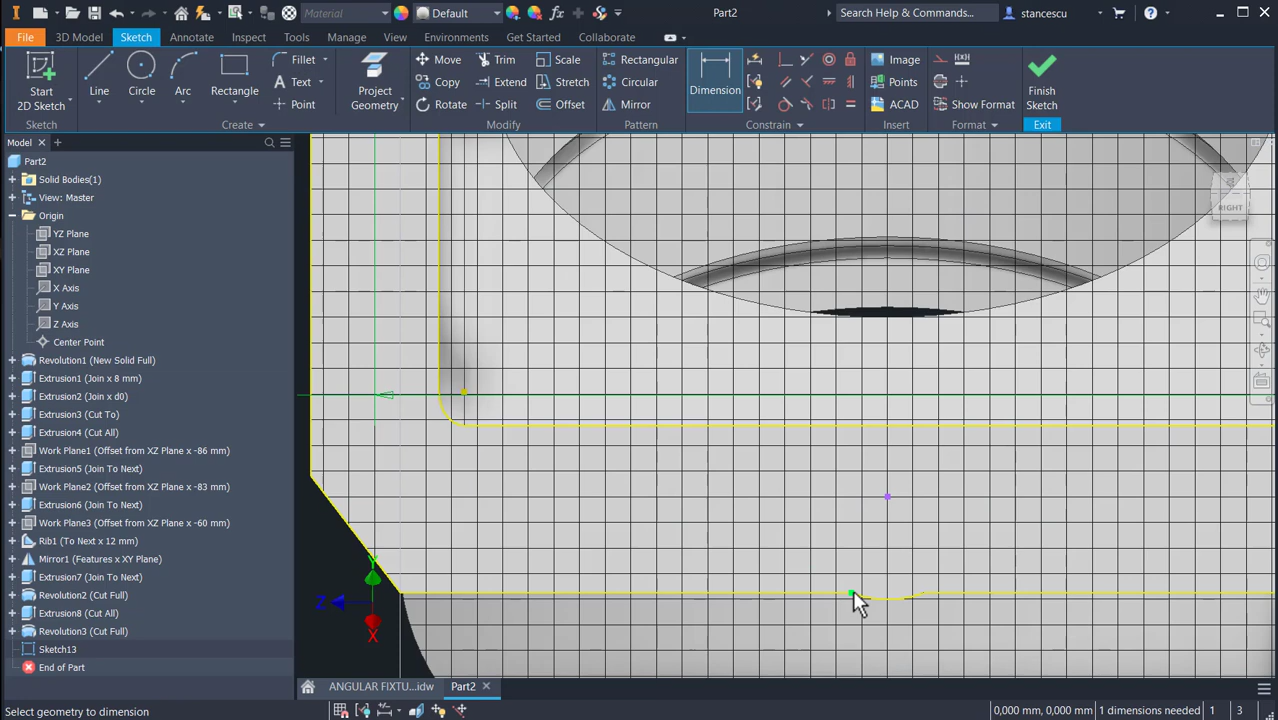 Material
Default
Part2
Search Help & Commands...
stancescu
File
3D Model
Sketch
Annotate
Inspect
Tools
Manage
View
Environments
Get Started
Collaborate
Start
2D Sketch
Line
Circle
Arc
Rectangle
Fillet
Text
Point
Project
Geometry
Move
Copy
Rotate
Trim
Extend
Split
Scale
Stretch
Offset
Rectangular
Circular
Mirror
Dimension
Image
Points
ACAD
Show Format
Finish
Sketch
Sketch
Create
Modify
Pattern
Constrain
Insert
Format
Exit
Model
Part2
Solid Bodies(1)
View: Master
Origin
YZ Plane
XZ Plane
XY Plane
X Axis
Y Axis
Z Axis
Center Point
Revolution1 (New Solid Full)
Extrusion1 (Join x 8 mm)
Extrusion2 (Join x d0)
Extrusion3 (Cut To)
Extrusion4 (Cut All)
Work Plane1 (Offset from XZ Plane x -86 mm)
Extrusion5 (Join To Next)
Work Plane2 (Offset from XZ Plane x -83 mm)
Extrusion6 (Join To Next)
Work Plane3 (Offset from XZ Plane x -60 mm)
Rib1 (To Next x 12 mm)
Mirror1 (Features x XY Plane)
Extrusion7 (Join To Next)
Revolution2 (Cut Full)
Extrusion8 (Cut All)
Revolution3 (Cut Full)
Sketch13
End of Part
RIGHT
Y
Z
X
ANGULAR FIXTU...idw
Part2
Select geometry to dimension
0,000 mm, 0,000 mm
1 dimensions needed
1
3